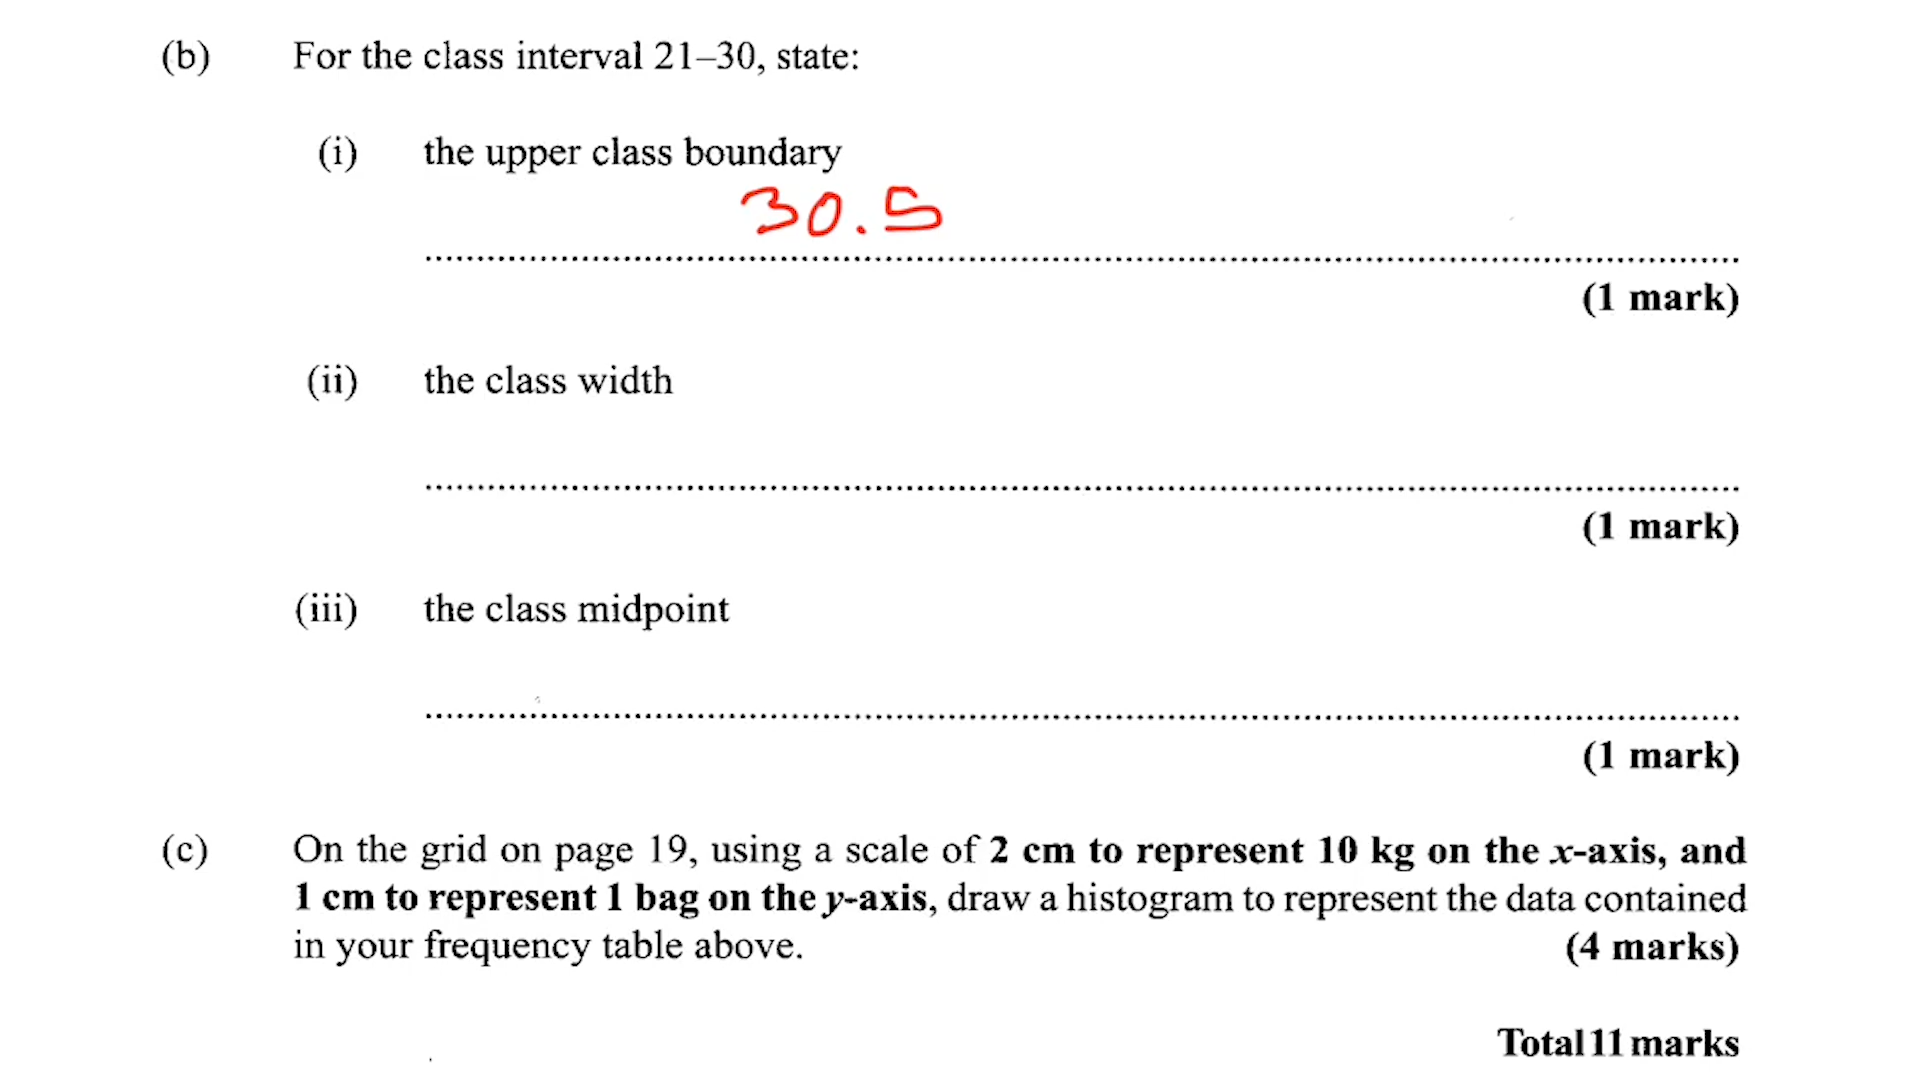 (b) For the class interval 21–30, state:
(i) the upper class boundary
30.5
(1 mark)
(ii) the class width
(1 mark)
(iii) the class midpoint
(1 mark)
(c) On the grid on page 19, using a scale of 2 cm to represent 10 kg on the x-axis, and
1 cm to represent 1 bag on the y-axis, draw a histogram to represent the data contained
in your frequency table above. (4 marks)
Total 11 marks